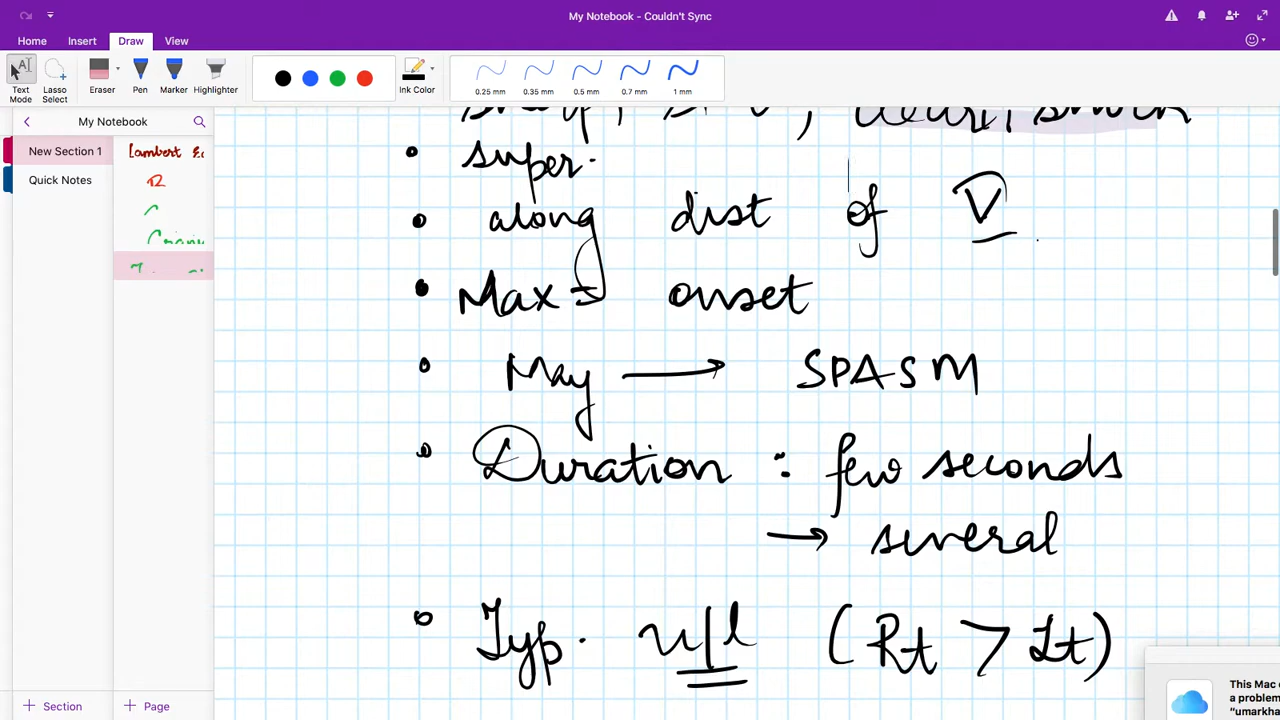 My Notebook - Couldn't Sync
Home Insert Draw View
Text Mode
Lasso Select
Eraser
Pen
Marker
Highlighter
Ink Color
0.25 mm 0.35 mm 0.5 mm 0.7 mm 1 mm
My Notebook
New Section 1
Quick Notes
Lambert
• super.
• along dist of V
• Max = onset
• May → SPASM
• Duration : few seconds
→ several
• Typ. u/l (Rt > Lt)
+ Section
+ Page
This Mac
a problem
"umarkha